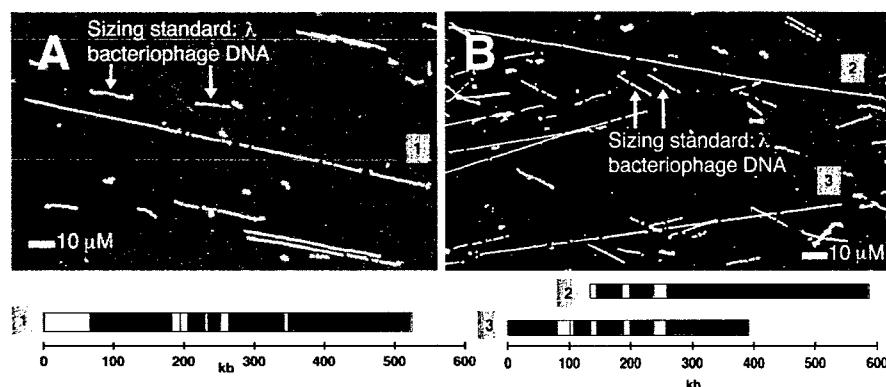 A
Sizing standard: λ
bacteriophage DNA
1
10 µM
B
2
Sizing standard: λ
bacteriophage DNA
3
10 µM
1
0 100 200 300 400 500 600
kb
2
3
0 100 200 300 400 500 600
kb